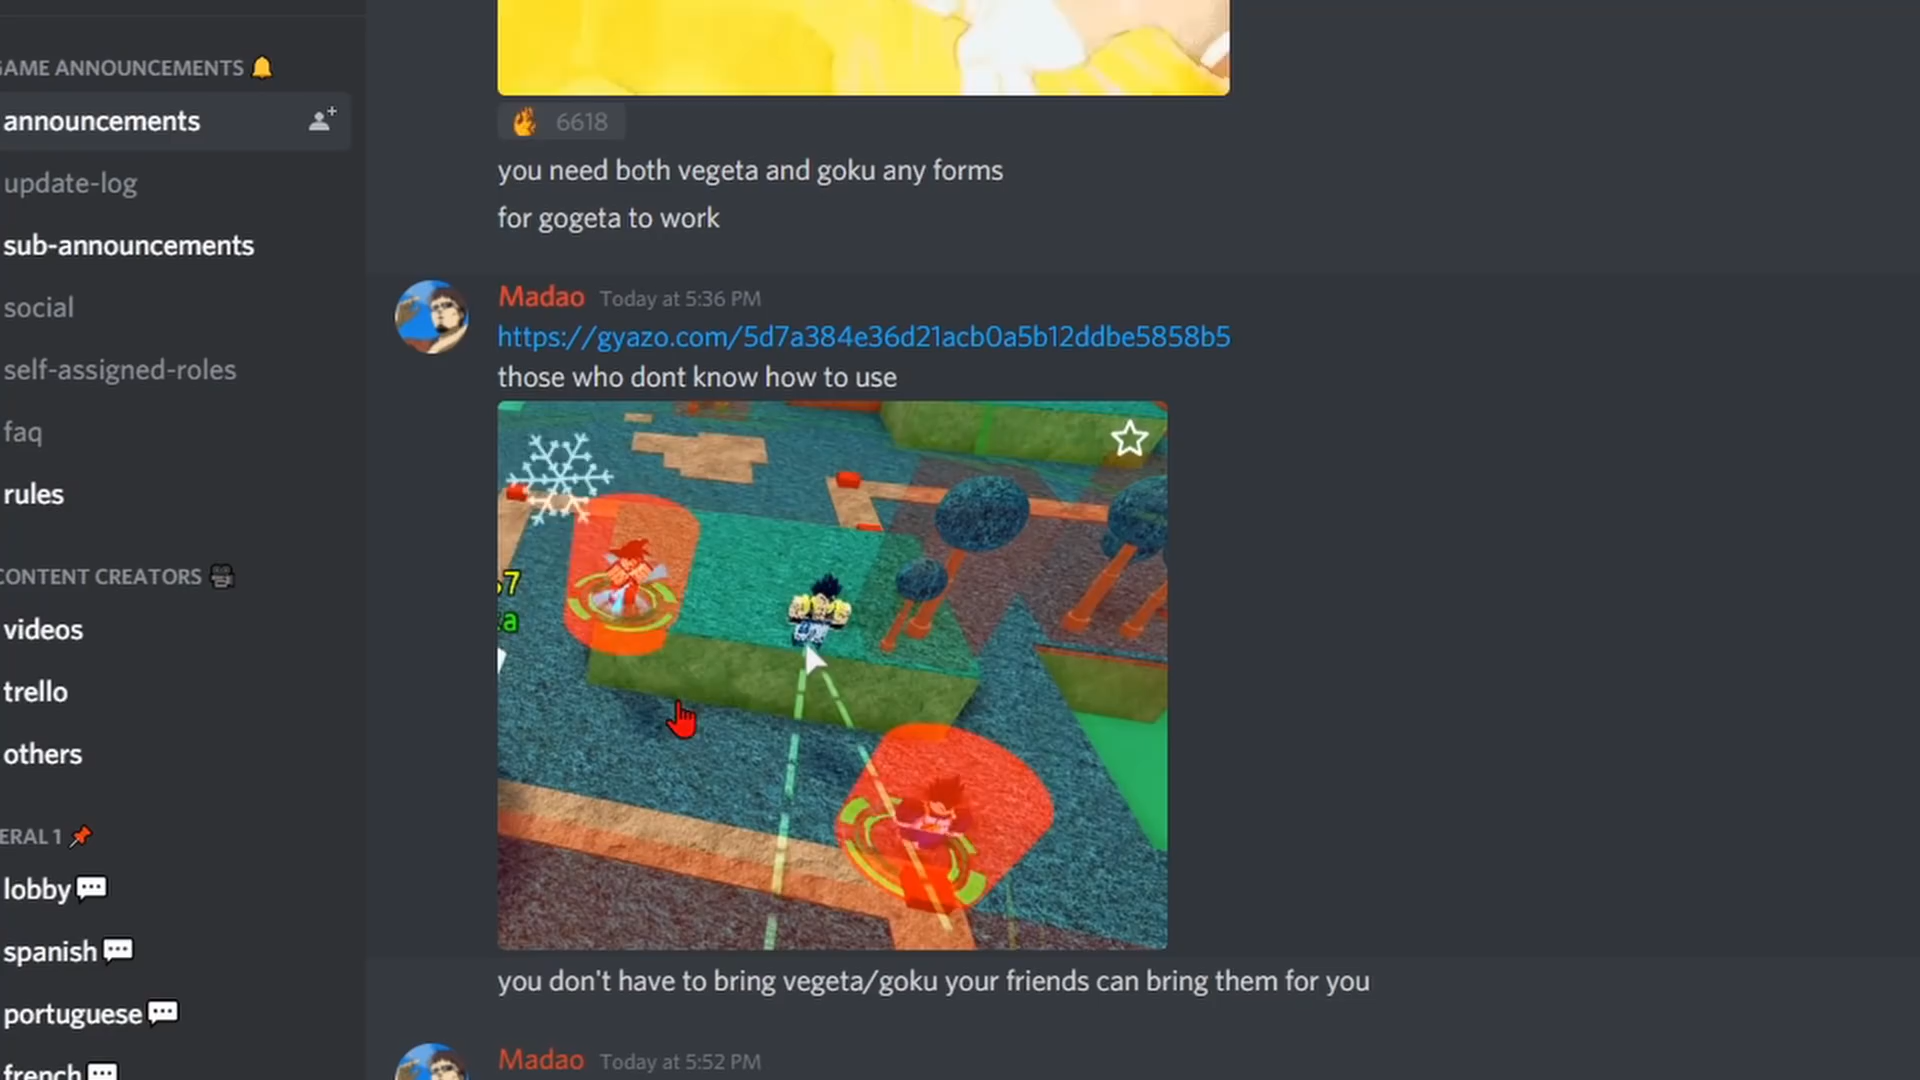 GAME ANNOUNCEMENTS
announcements
update-log
sub-announcements
social
self-assigned-roles
faq
rules
CONTENT CREATORS
videos
trello
others
ERAL 1
lobby
spanish
portuguese
french
6618
you need both vegeta and goku any forms
for gogeta to work
Madao Today at 5:36 PM
https://gyazo.com/5d7a384e36d21acb0a5b12ddbe5858b5
those who dont know how to use
you don't have to bring vegeta/goku your friends can bring them for you
Madao Today at 5:52 PM